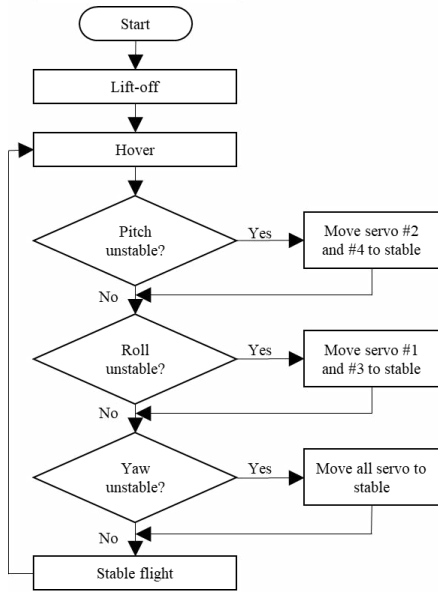 Start
Lift-off
Hover
Pitch
unstable?
Yes
Move servo #2
and #4 to stable
No
Roll
unstable?
Yes
Move servo #1
and #3 to stable
No
Yaw
unstable?
Yes
Move all servo to
stable
No
Stable flight